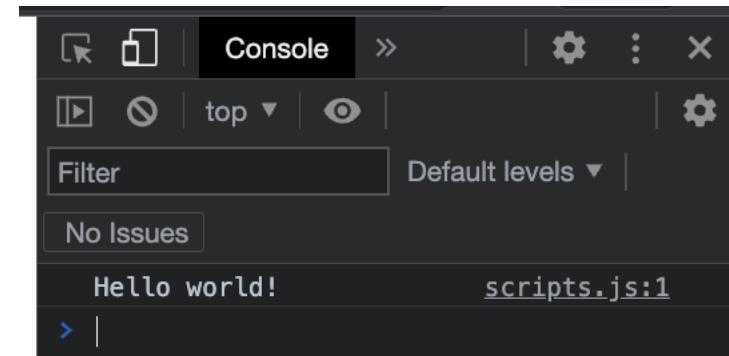 Console
top
Filter Default levels
No Issues
Hello world! scripts.js:1